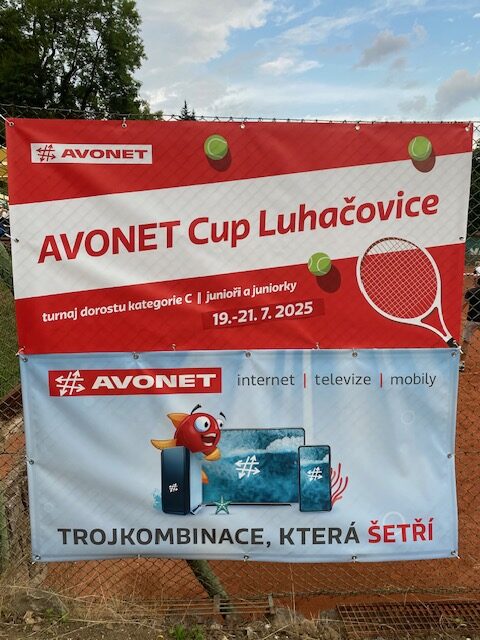 AVONET
AVONET Cup Luhačovice
turnaj dorostu kategorie C | junioři a juniorky
19.-21. 7. 2025
AVONET internet | televize | mobily
TROJKOMBINACE, KTERÁ ŠETŘÍ